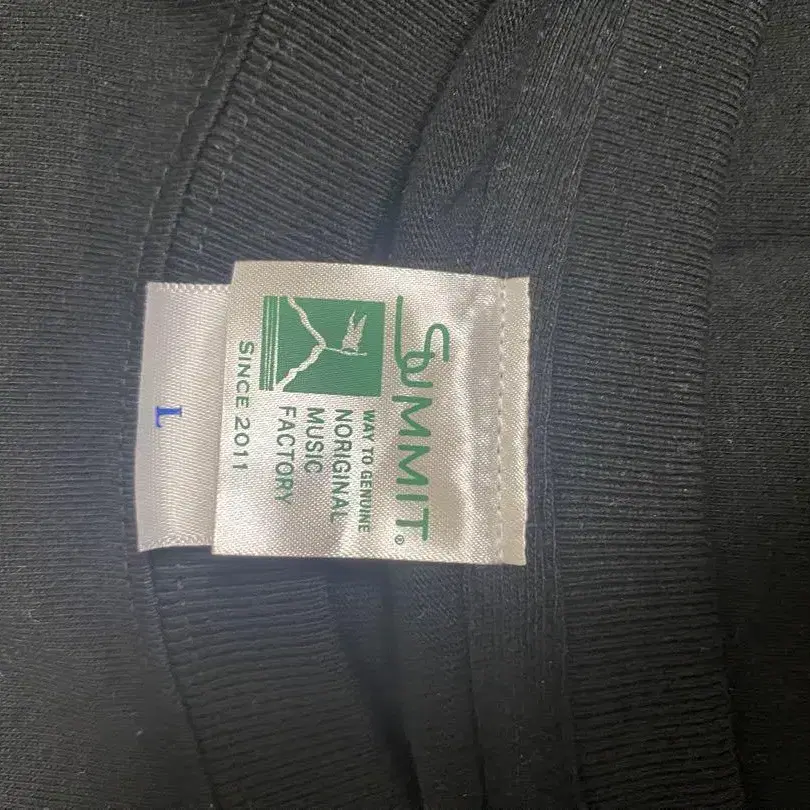 SUMMIT®
WAY TO GENUINE
NORIGINAL
MUSIC
FACTORY
SINCE 2011
L